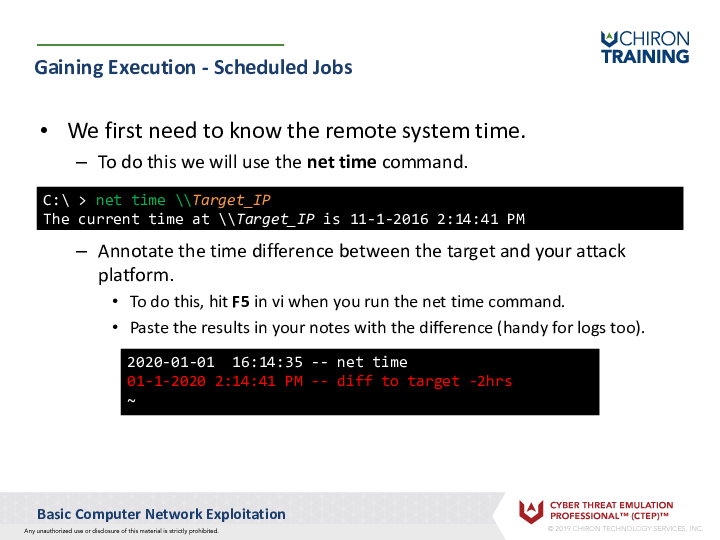 CHIRON
TRAINING
Gaining Execution - Scheduled Jobs
• We first need to know the remote system time.
– To do this we will use the net time command.
C:\ > net time \\Target_IP
The current time at \\Target_IP is 11-1-2016 2:14:41 PM
– Annotate the time difference between the target and your attack
platform.
• To do this, hit F5 in vi when you run the net time command.
• Paste the results in your notes with the difference (handy for logs too).
2020-01-01  16:14:35 -- net time
01-1-2020 2:14:41 PM -- diff to target -2hrs
~
Basic Computer Network Exploitation
Any unauthorized use or disclosure of this material is strictly prohibited.
CYBER THREAT EMULATION
PROFESSIONAL™ (CTEP)™
© 2019 CHIRON TECHNOLOGY SERVICES, INC.